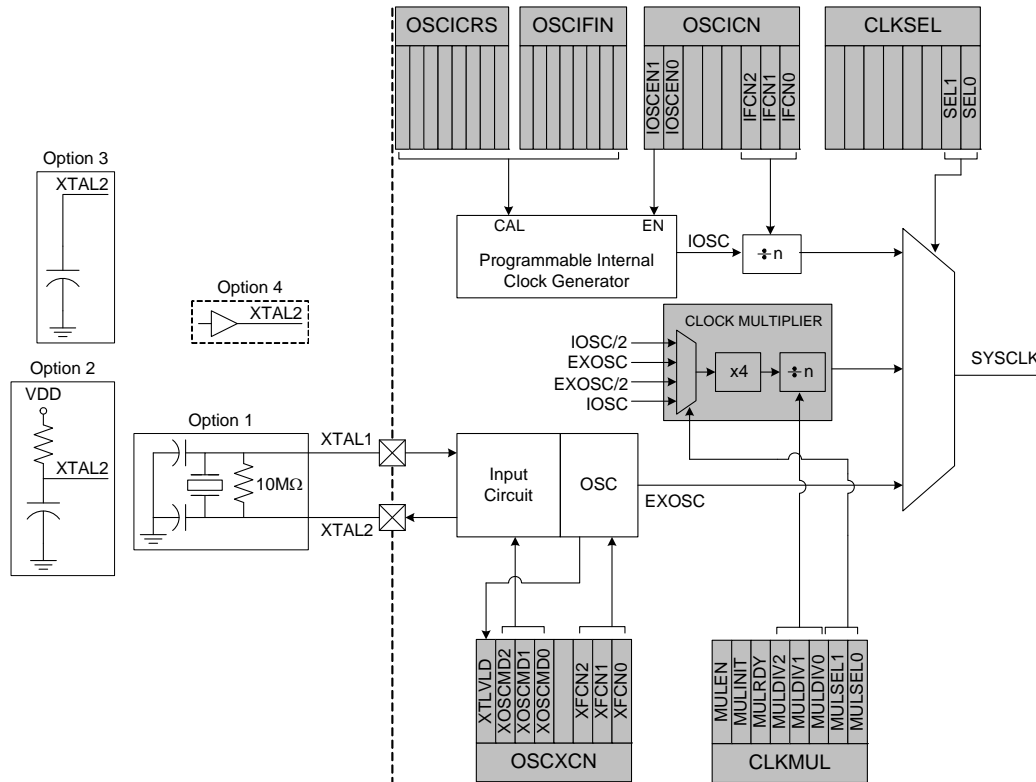 OSCICRS
OSCIFIN
OSCICN
CLKSEL
IOSCEN1
IOSCEN0
IFCN2
IFCN1
IFCN0
SEL1
SEL0
Option 3
XTAL2
CAL
EN
Programmable Internal
Clock Generator
IOSC
÷n
Option 4
XTAL2
CLOCK MULTIPLIER
IOSC/2
EXOSC
EXOSC/2
IOSC
x4
÷n
SYSCLK
Option 2
VDD
XTAL2
Option 1
10MΩ
XTAL1
XTAL2
Input
Circuit
OSC
EXOSC
XTLVLD
XOSCMD2
XOSCMD1
XOSCMD0
XFCN2
XFCN1
XFCN0
OSCXCN
MULEN
MULINIT
MULRDY
MULDIV2
MULDIV1
MULDIV0
MULSEL1
MULSEL0
CLKMUL